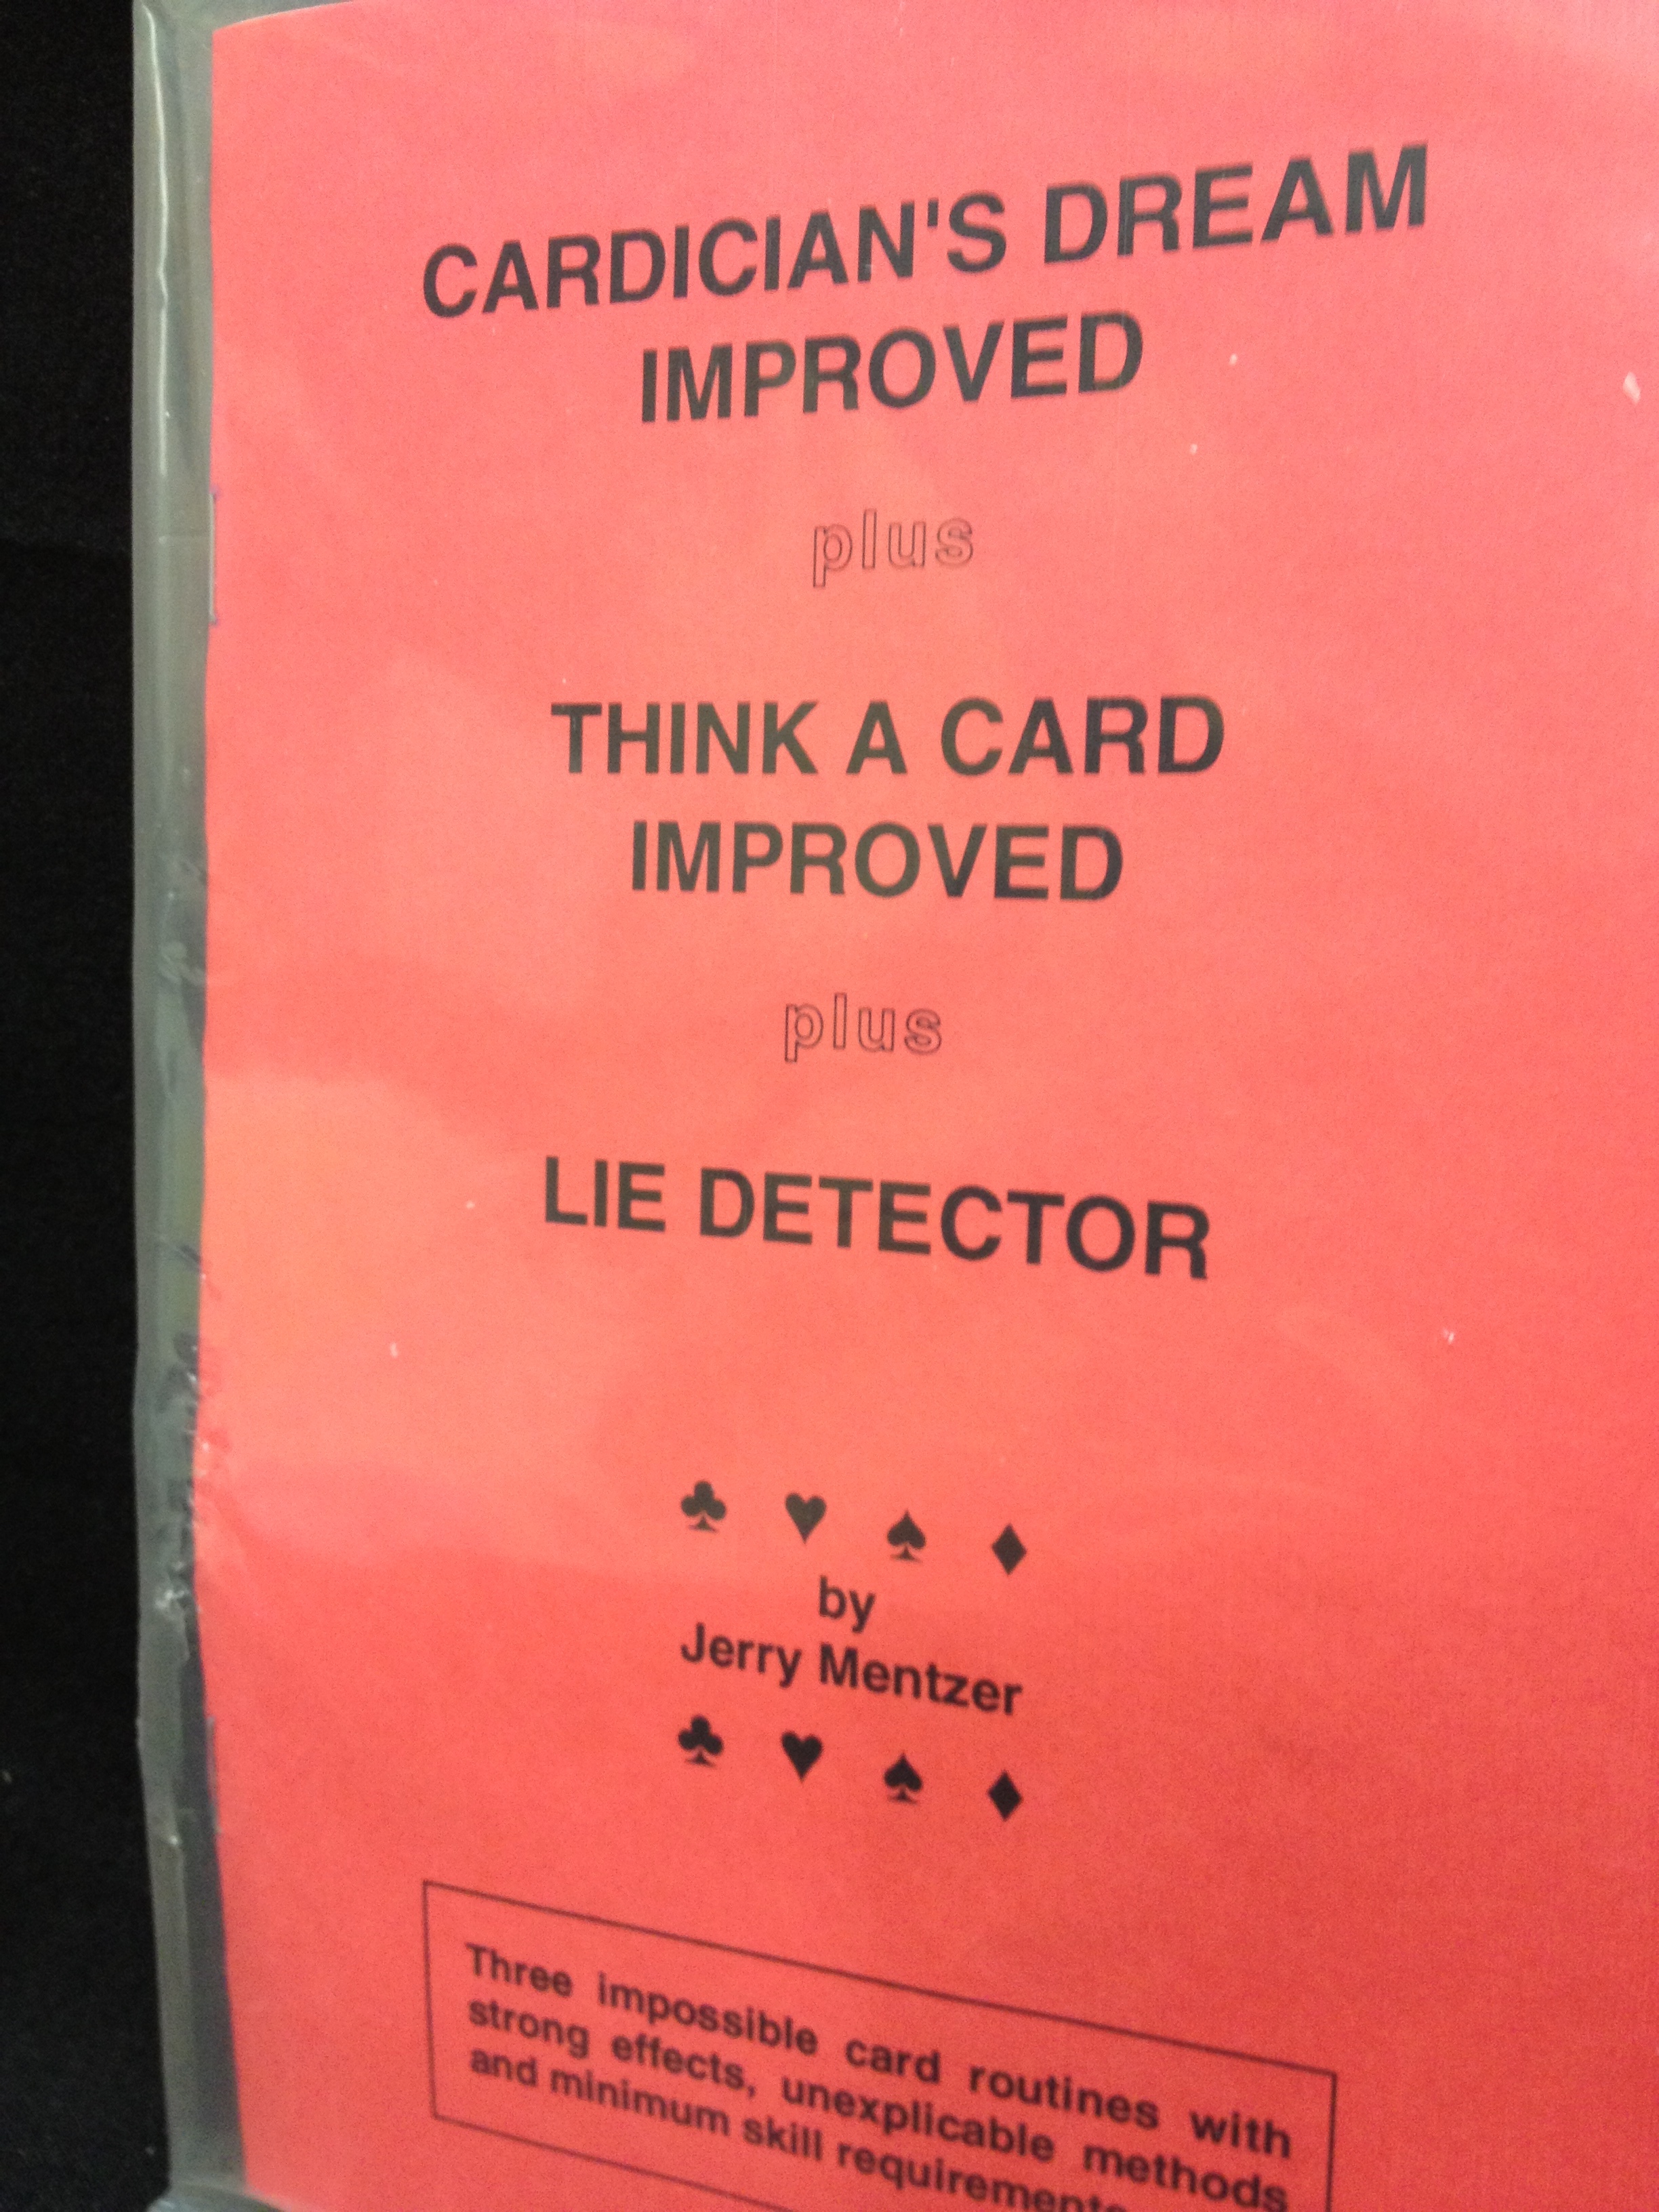 CARDICIAN'S DREAM
IMPROVED
plus
THINK A CARD
IMPROVED
plus
LIE DETECTOR
♣ ♥ ♠ ♦
by
Jerry Mentzer
♣ ♥ ♠ ♦
Three impossible card routines with
strong effects, unexplicable methods
and minimum skill requirements